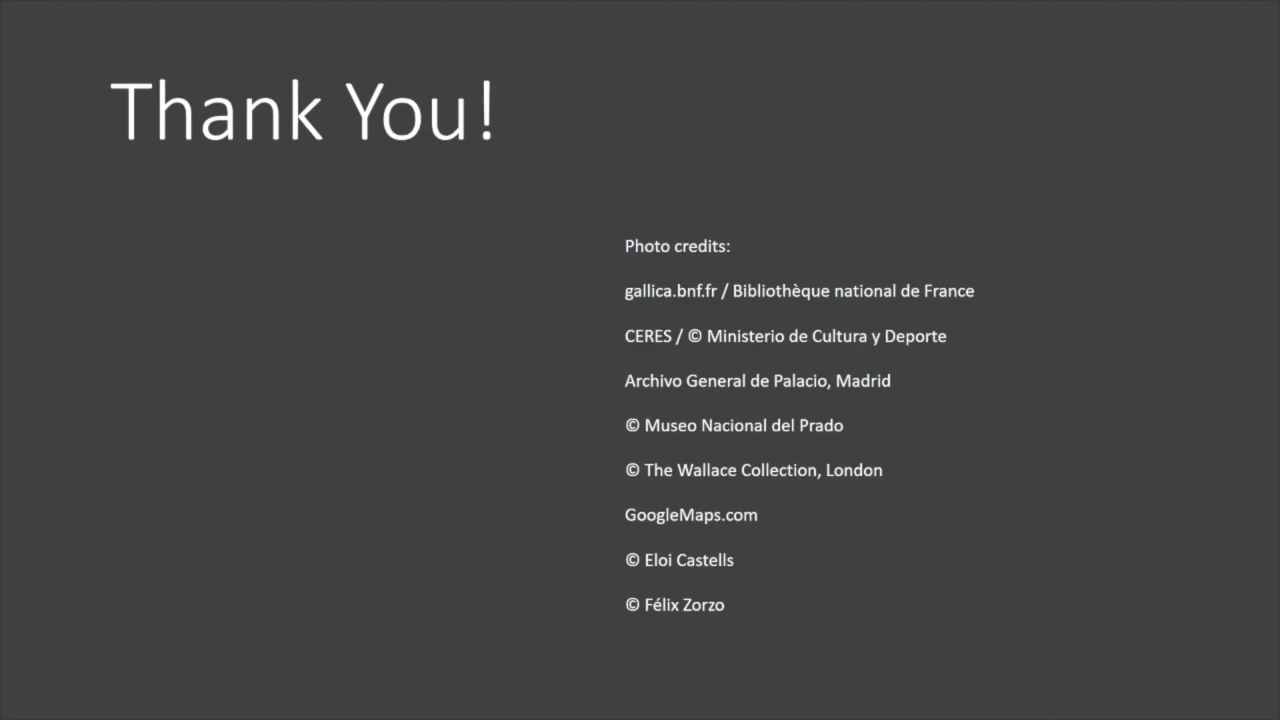 Thank You!
Photo credits:
gallica.bnf.fr / Bibliothèque national de France
CERES / © Ministerio de Cultura y Deporte
Archivo General de Palacio, Madrid
© Museo Nacional del Prado
© The Wallace Collection, London
GoogleMaps.com
© Eloi Castells
© Félix Zorzo